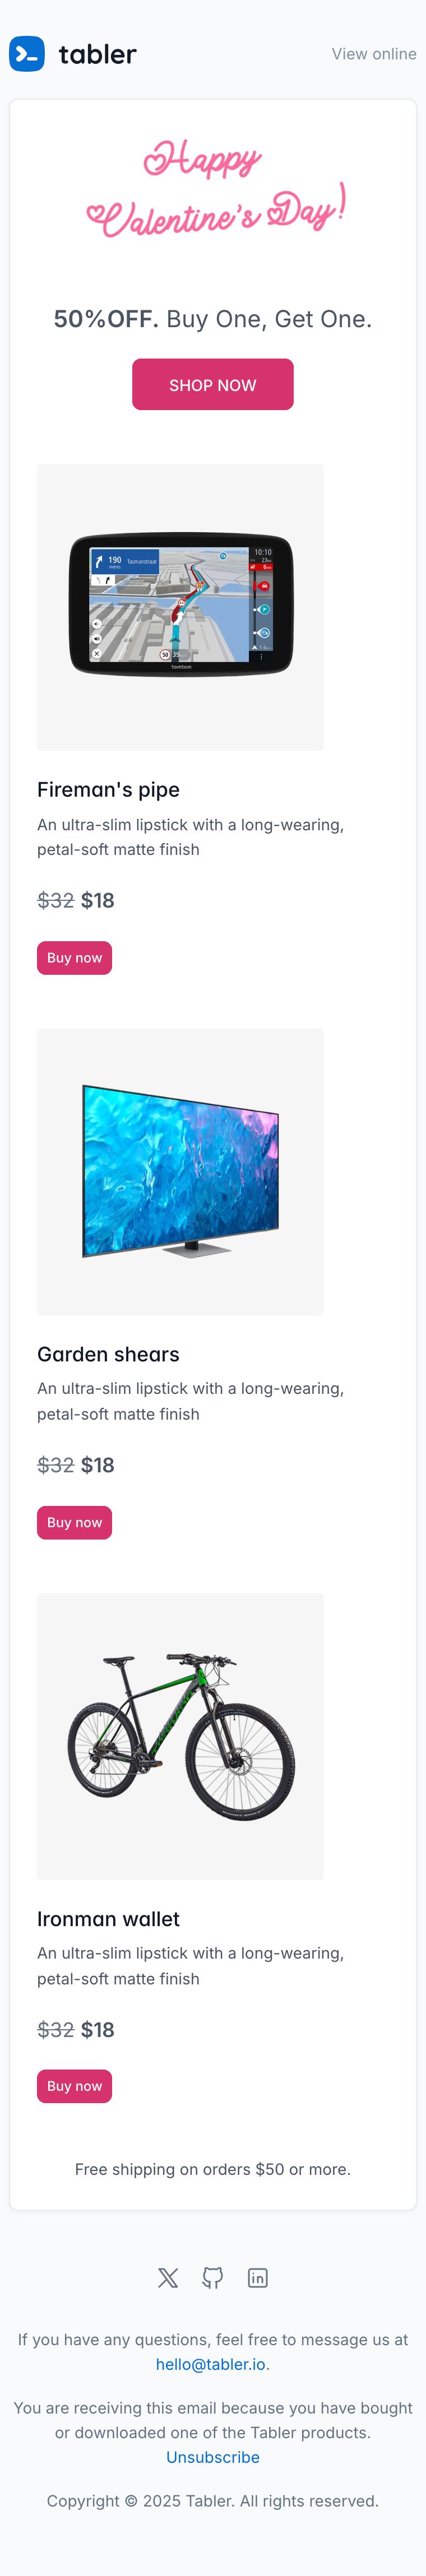 tabler
View online
Happy
Valentine's Day!
50%OFF. Buy One, Get One.
SHOP NOW
190
Tasmanstraat
10:10
50
tomtom
Fireman's pipe
An ultra-slim lipstick with a long-wearing,
petal-soft matte finish
$32 $18
Buy now
Garden shears
An ultra-slim lipstick with a long-wearing,
petal-soft matte finish
$32 $18
Buy now
Ironman wallet
An ultra-slim lipstick with a long-wearing,
petal-soft matte finish
$32 $18
Buy now
Free shipping on orders $50 or more.
If you have any questions, feel free to message us at
hello@tabler.io.
You are receiving this email because you have bought
or downloaded one of the Tabler products.
Unsubscribe
Copyright © 2025 Tabler. All rights reserved.